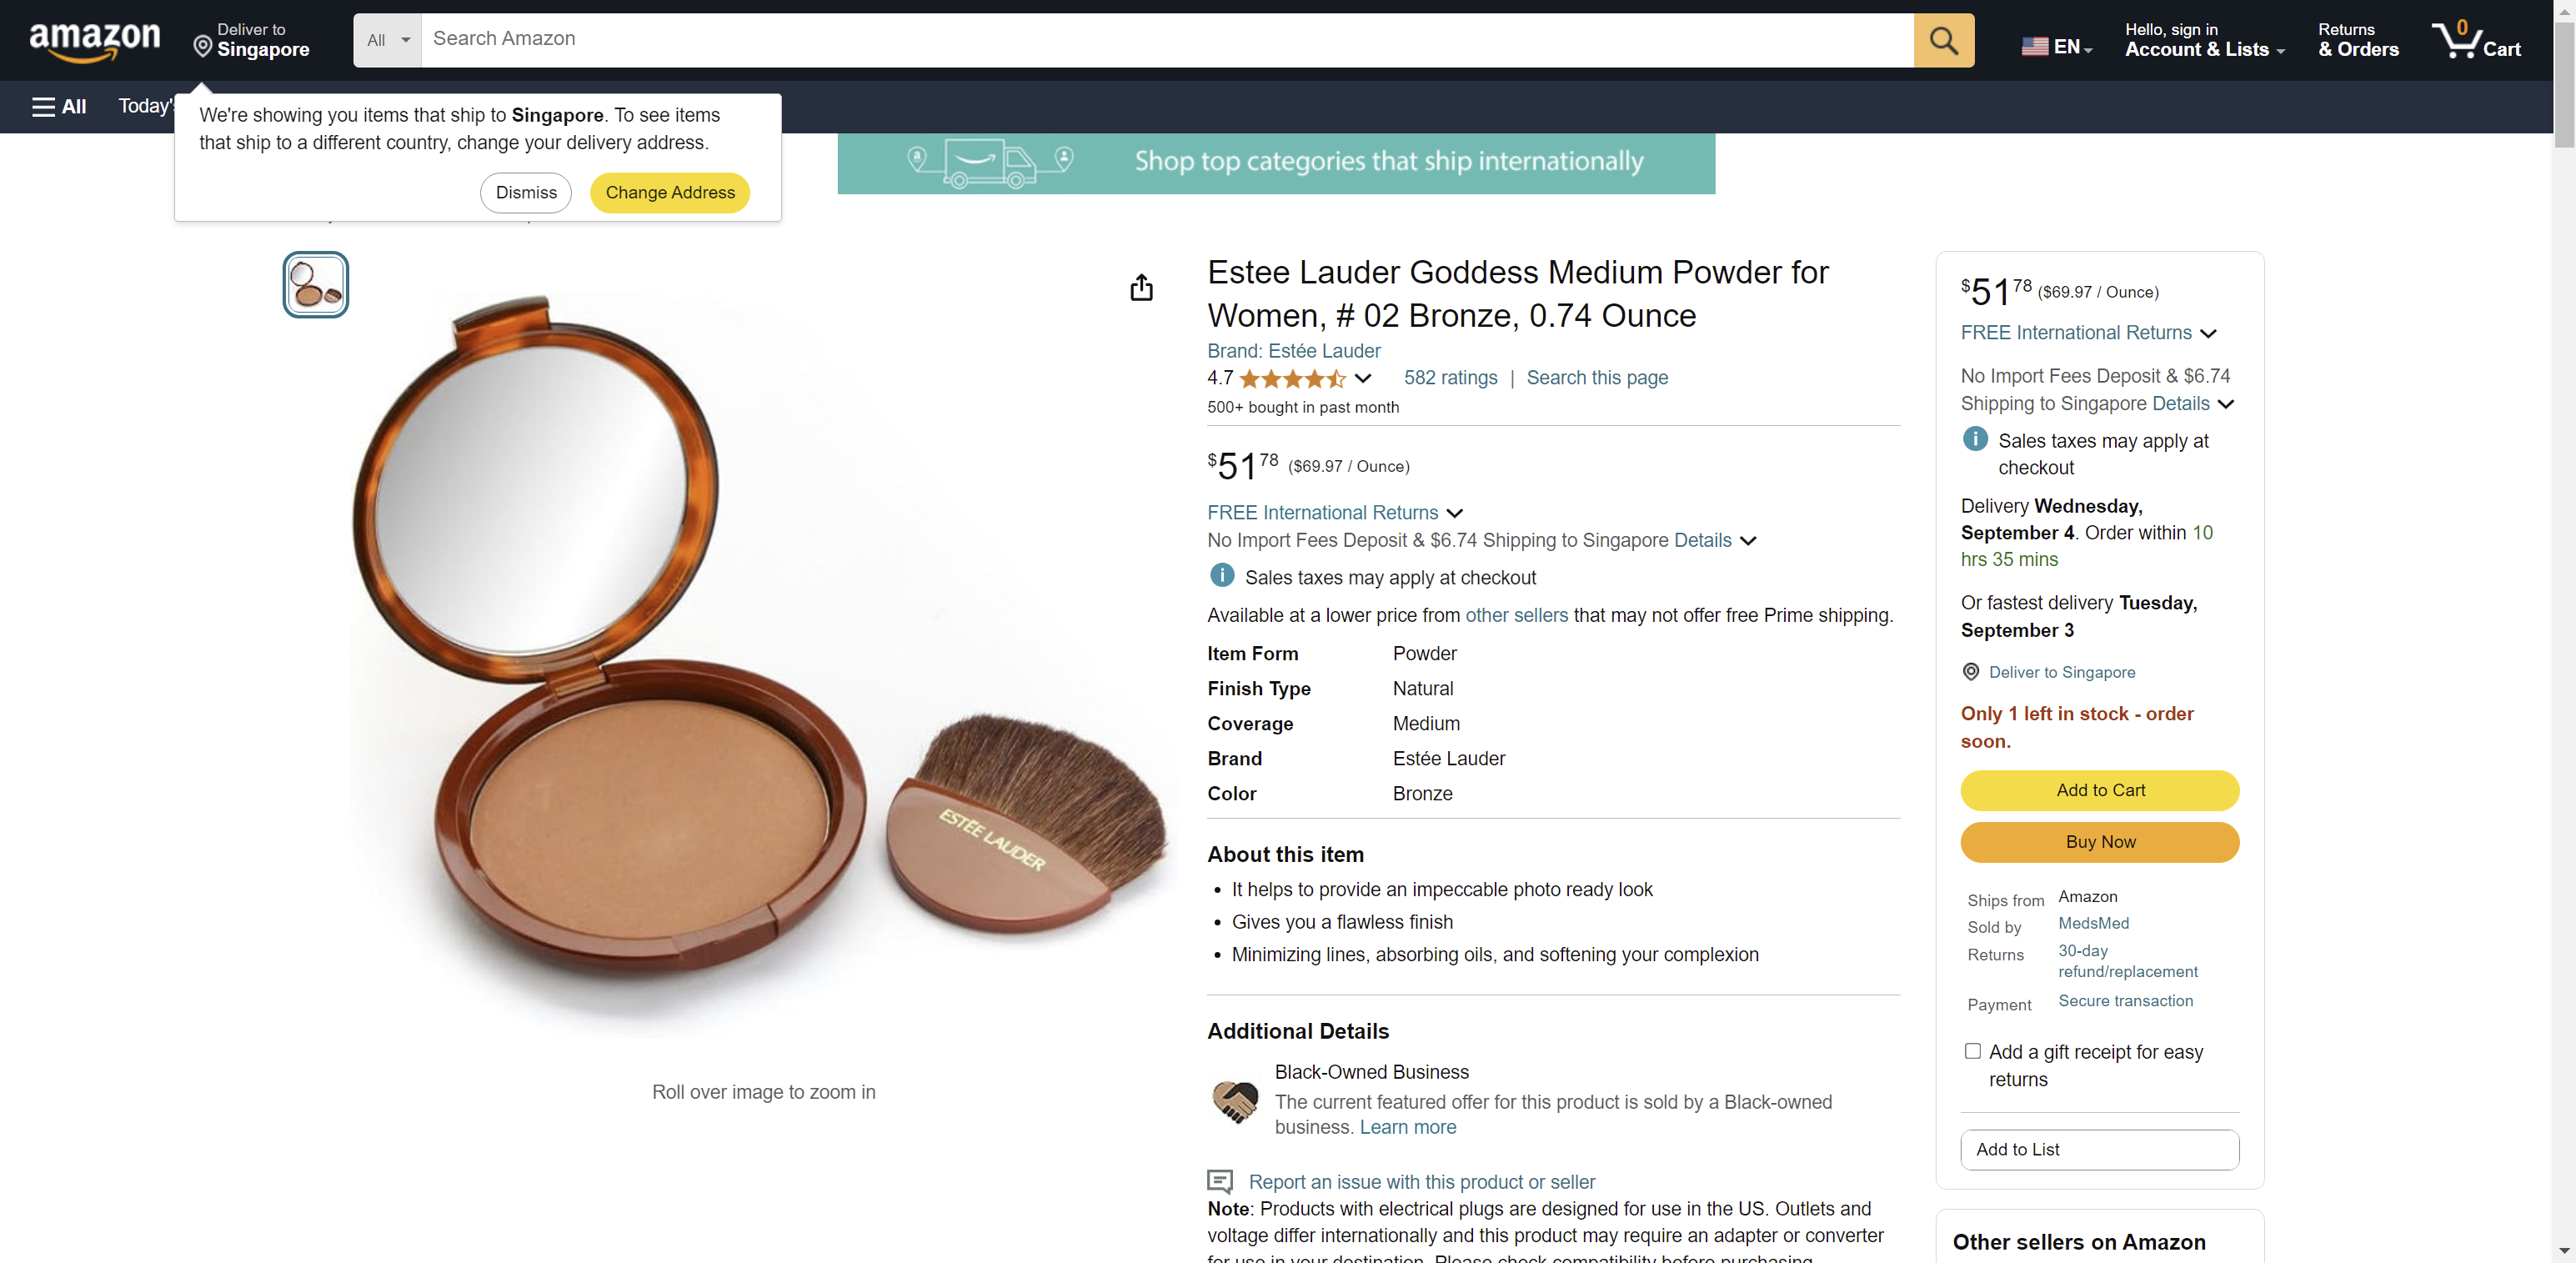 amazon
Deliver to
Singapore
All
Search Amazon
EN
Hello, sign in
Account & Lists
Returns
& Orders
0
Cart
All
Today's
We're showing you items that ship to Singapore. To see items
that ship to a different country, change your delivery address.
Dismiss
Change Address
Shop top categories that ship internationally
Estee Lauder Goddess Medium Powder for
Women, # 02 Bronze, 0.74 Ounce
Brand: Estée Lauder
4.7
582 ratings | Search this page
500+ bought in past month
$51 78 ($69.97 / Ounce)
FREE International Returns
No Import Fees Deposit & $6.74 Shipping to Singapore Details
Sales taxes may apply at checkout
Available at a lower price from other sellers that may not offer free Prime shipping.
Item Form Powder
Finish Type Natural
Coverage Medium
Brand Estée Lauder
Color Bronze
ESTĒE LAUDER
Roll over image to zoom in
About this item
• It helps to provide an impeccable photo ready look
• Gives you a flawless finish
• Minimizing lines, absorbing oils, and softening your complexion
Additional Details
Black-Owned Business
The current featured offer for this product is sold by a Black-owned
business. Learn more
Report an issue with this product or seller
Note: Products with electrical plugs are designed for use in the US. Outlets and
voltage differ internationally and this product may require an adapter or converter
for use in your destination. Please check compatibility before purchasing.
$51 78 ($69.97 / Ounce)
FREE International Returns
No Import Fees Deposit & $6.74
Shipping to Singapore Details
Sales taxes may apply at
checkout
Delivery Wednesday,
September 4. Order within 10
hrs 35 mins
Or fastest delivery Tuesday,
September 3
Deliver to Singapore
Only 1 left in stock - order
soon.
Add to Cart
Buy Now
Ships from Amazon
Sold by MedsMed
Returns 30-day
refund/replacement
Payment Secure transaction
Add a gift receipt for easy
returns
Add to List
Other sellers on Amazon